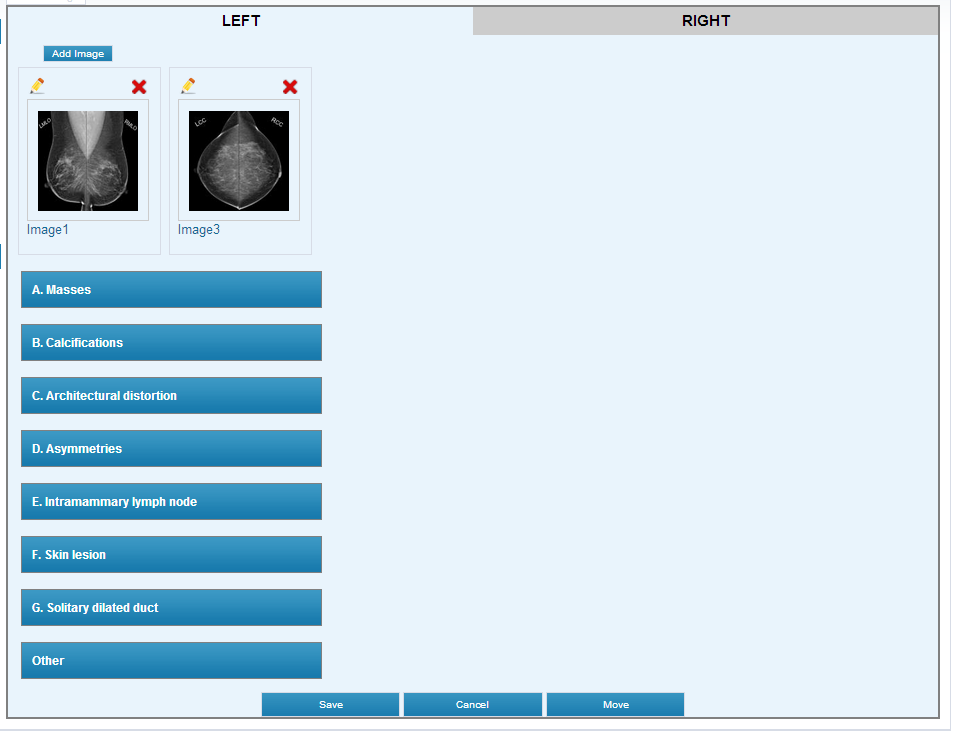 LEFT
RIGHT
Add Image
LMLO
RMLO
LCC
RCC
Image1
Image3
A. Masses
B. Calcifications
C. Architectural distortion
D. Asymmetries
E. Intramammary lymph node
F. Skin lesion
G. Solitary dilated duct
Other
Save
Cancel
Move